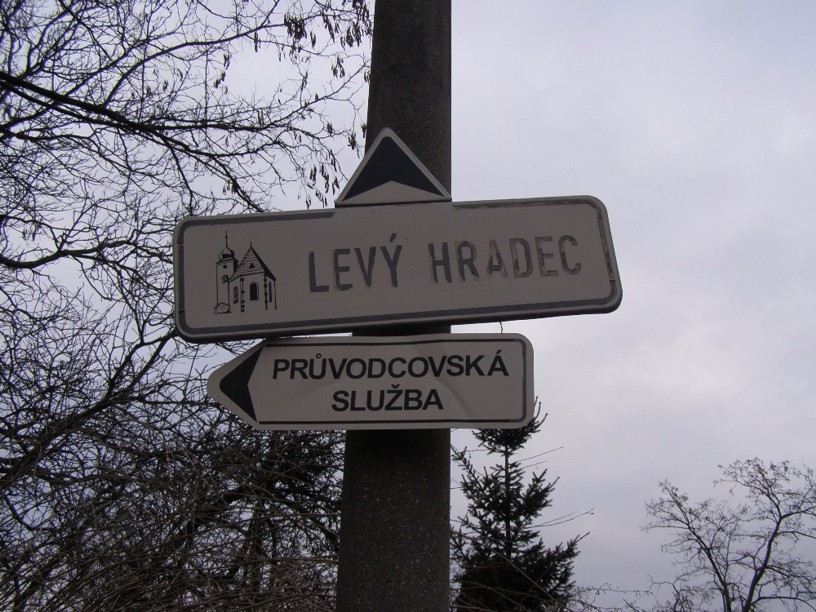 LEVÝ HRADEC
PRŮVODCOVSKÁ
SLUŽBA